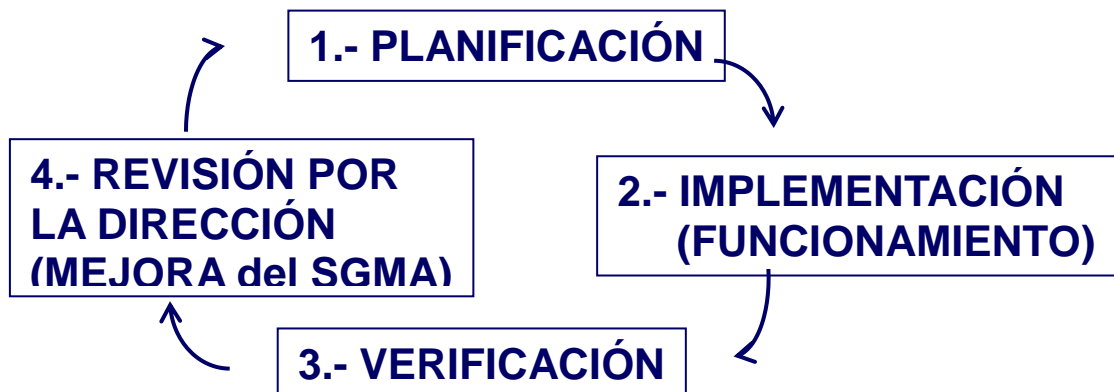 1.- PLANIFICACIÓN
2.- IMPLEMENTACIÓN
(FUNCIONAMIENTO)
3.- VERIFICACIÓN
4.- REVISIÓN POR
LA DIRECCIÓN
(MEJORA del SGMA)